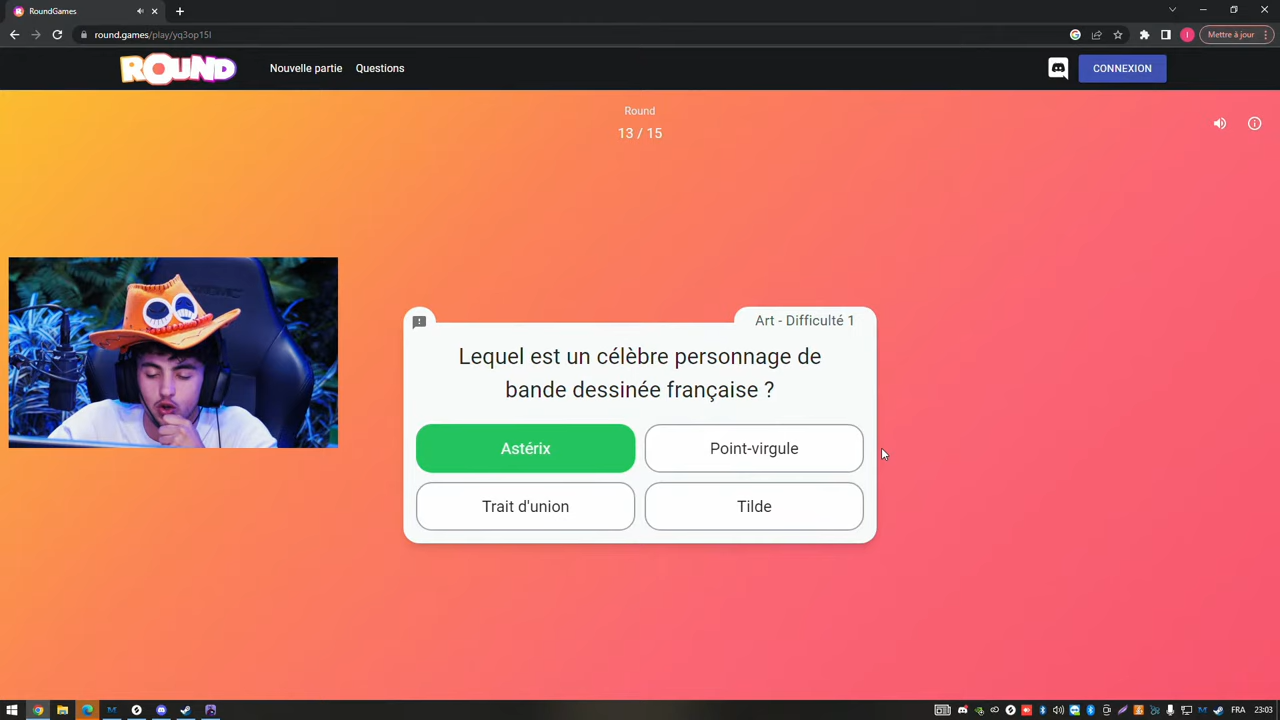 RoundGames
round.games/play/yq3op15l
Mettre à jour
ROUND
Nouvelle partie
Questions
CONNEXION
Round
13 / 15
Art - Difficulté 1
Lequel est un célèbre personnage de
bande dessinée française ?
Astérix
Point-virgule
Trait d'union
Tilde
FRA
23:03